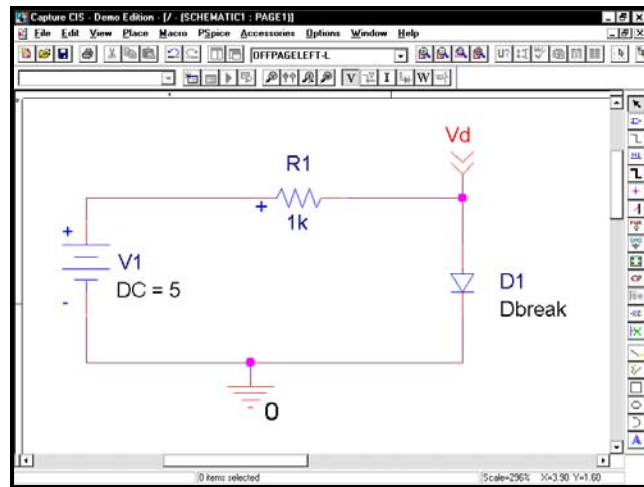 Capture CIS - Demo Edition - [/ - (SCHEMATIC1 : PAGE1)]
File Edit View Place Macro PSpice Accessories Options Window Help
OFFPAGELEFT-L
U?
V I W
Vd
R1
+
1k
+
V1
DC = 5
-
D1
Dbreak
0
A
0 items selected
Scale=296% X=3.90 Y=1.60